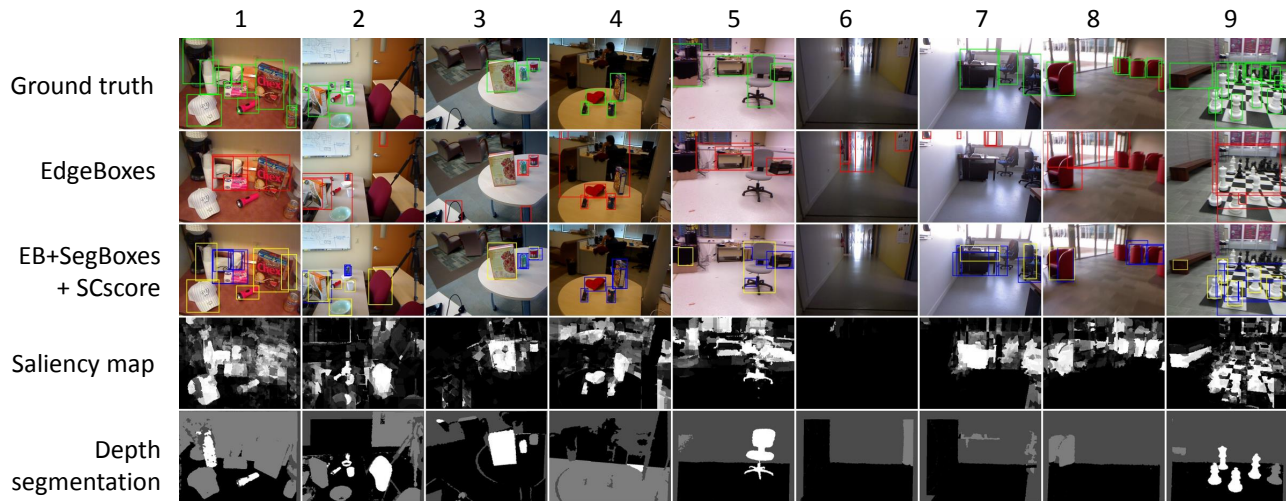 1 2 3 4 5 6 7 8 9
Ground truth
EdgeBoxes
EB+SegBoxes
+ SCscore
Saliency map
Depth
segmentation